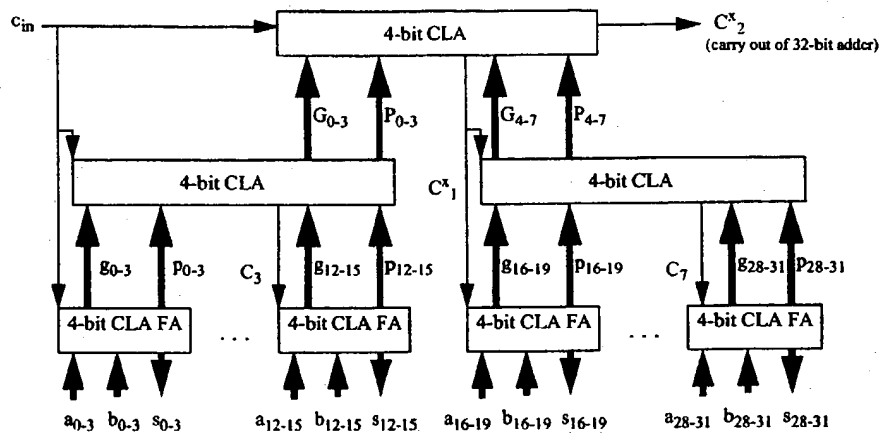 c_in
4-bit CLA
C^x_2
(carry out of 32-bit adder)
G_0-3
P_0-3
G_4-7
P_4-7
4-bit CLA
C^x_1
4-bit CLA
g_0-3
p_0-3
C_3
g_12-15
p_12-15
g_16-19
p_16-19
C_7
g_28-31
p_28-31
4-bit CLA FA
. . .
4-bit CLA FA
4-bit CLA FA
. . .
4-bit CLA FA
a_0-3 b_0-3 s_0-3
a_12-15 b_12-15 s_12-15
a_16-19 b_16-19 s_16-19
a_28-31 b_28-31 s_28-31